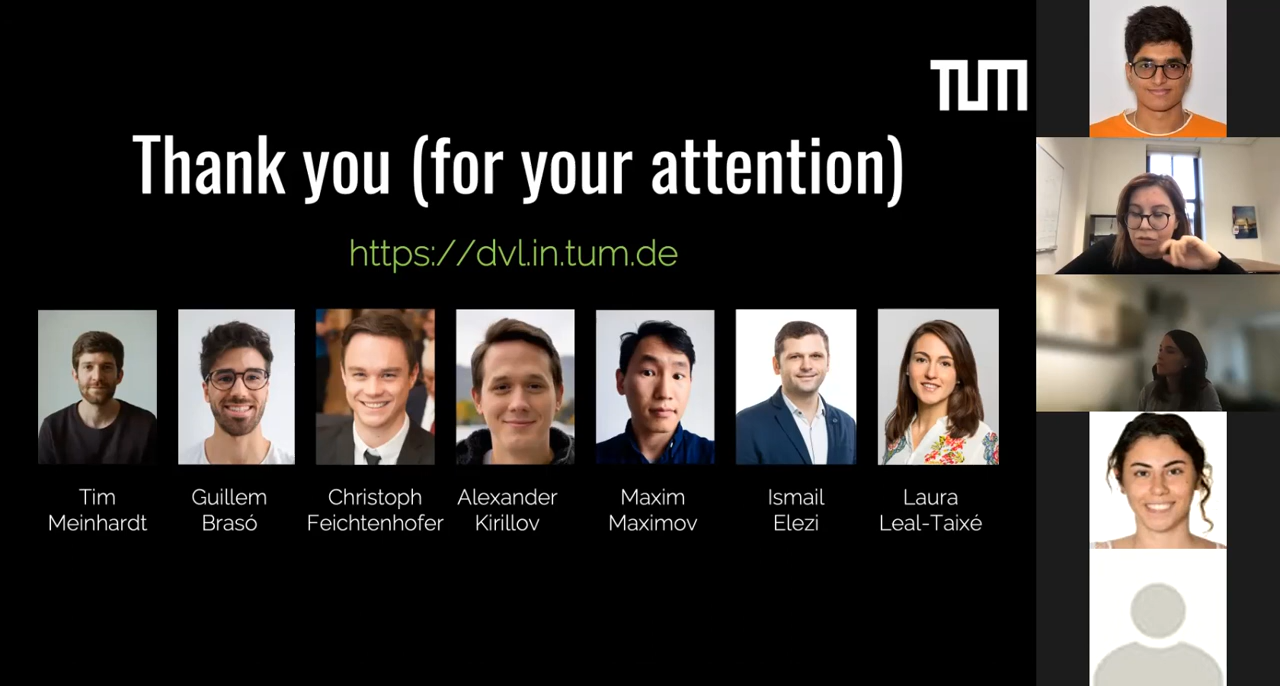 TUM
Thank you (for your attention)
https://dvl.in.tum.de
Tim
Meinhardt
Guillem
Brasó
Christoph
Feichtenhofer
Alexander
Kirillov
Maxim
Maximov
Ismail
Elezi
Laura
Leal-Taixé